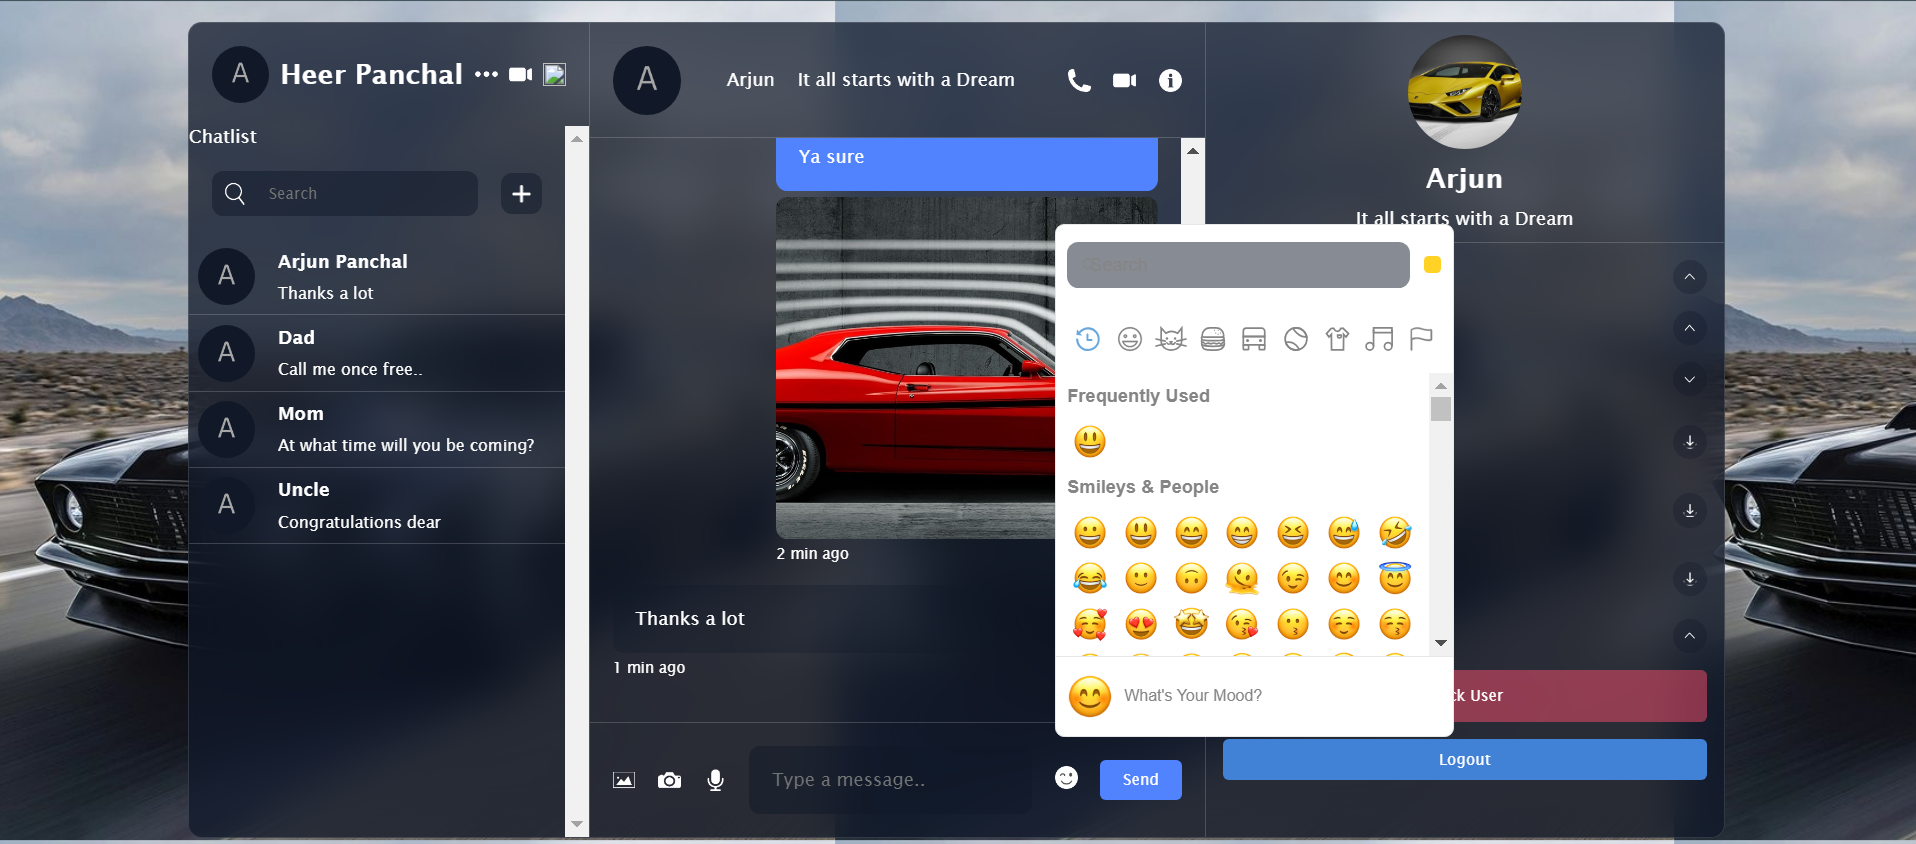 A
Heer Panchal
Chatlist
Search
A
Arjun Panchal
Thanks a lot
A
Dad
Call me once free..
A
Mom
At what time will you be coming?
A
Uncle
Congratulations dear
A
Arjun It all starts with a Dream
Ya sure
2 min ago
Thanks a lot
1 min ago
Type a message..
Send
Search
Frequently Used
Smileys & People
What's Your Mood?
Arjun
It all starts with a Dream
User
Logout